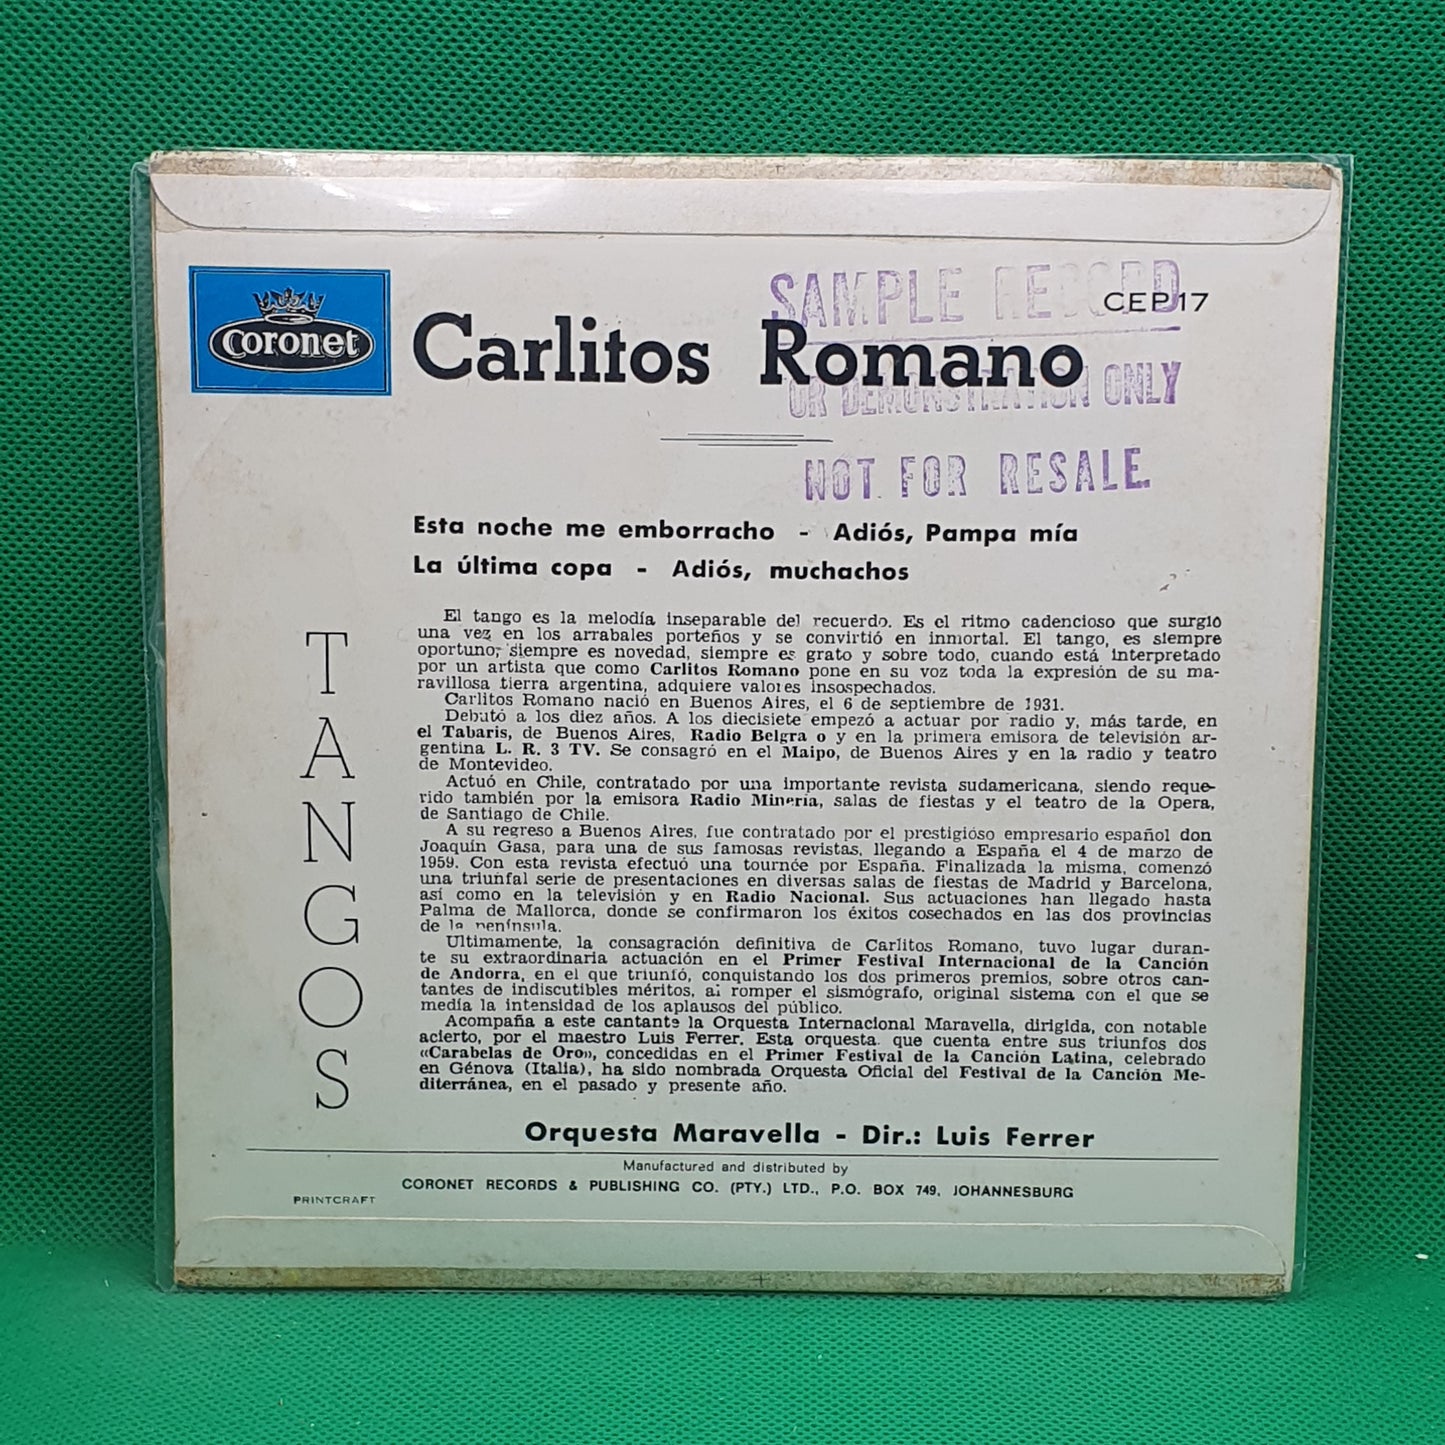 SAMPLE RECORD
CEP 17
Coronet
Carlitos Romano
OR DEMONSTRATION ONLY
NOT FOR RESALE.
Esta noche me emborracho - Adiós, Pampa mía
La última copa - Adiós, muchachos
TANGOS
El tango es la melodía inseparable del recuerdo. Es el ritmo cadencioso que surgió
una vez en los arrabales porteños y se convirtió en inmortal. El tango, es siempre
oportuno, siempre es novedad, siempre es grato y sobre todo, cuando está interpretado
por un artista que como Carlitos Romano pone en su voz toda la expresión de su ma-
ravillosa tierra argentina, adquiere valores insospechados.
Carlitos Romano nació en Buenos Aires, el 6 de septiembre de 1931.
Debutó a los diez años. A los diecisiete empezó a actuar por radio y, más tarde, en
el Tabaris, de Buenos Aires, Radio Belgra o y en la primera emisora de televisión ar-
gentina L. R. 3 TV. Se consagró en el Maipo, de Buenos Aires y en la radio y teatro
de Montevideo.
Actuó en Chile, contratado por una importante revista sudamericana, siendo reque-
rido también por la emisora Radio Minería, salas de fiestas y el teatro de la Opera,
de Santiago de Chile.
A su regreso a Buenos Aires, fue contratado por el prestigioso empresario español don
Joaquín Gasa, para una de sus famosas revistas, llegando a España el 4 de marzo de
1959. Con esta revista efectuó una tournée por España. Finalizada la misma, comenzó
una triunfal serie de presentaciones en diversas salas de fiestas de Madrid y Barcelona,
así como en la televisión y en Radio Nacional. Sus actuaciones han llegado hasta
Palma de Mallorca, donde se confirmaron los éxitos cosechados en las dos provincias
de la península.
Ultimamente, la consagración definitiva de Carlitos Romano, tuvo lugar duran-
te su extraordinaria actuación en el Primer Festival Internacional de la Canción
de Andorra, en el que triunfó, conquistando los dos primeros premios, sobre otros can-
tantes de indiscutibles méritos, al romper el sismógrafo, original sistema con el que se
medía la intensidad de los aplausos del público.
Acompaña a este cantante la Orquesta Internacional Maravella, dirigida, con notable
acierto, por el maestro Luis Ferrer. Esta orquesta que cuenta entre sus triunfos dos
«Carabelas de Oro», concedidas en el Primer Festival de la Canción Latina, celebrado
en Génova (Italia), ha sido nombrada Orquesta Oficial del Festival de la Canción Me-
diterránea, en el pasado y presente año.
Orquesta Maravella - Dir.: Luis Ferrer
Manufactured and distributed by
CORONET RECORDS & PUBLISHING CO. (PTY.) LTD., P.O. BOX 749, JOHANNESBURG
PRINTCRAFT